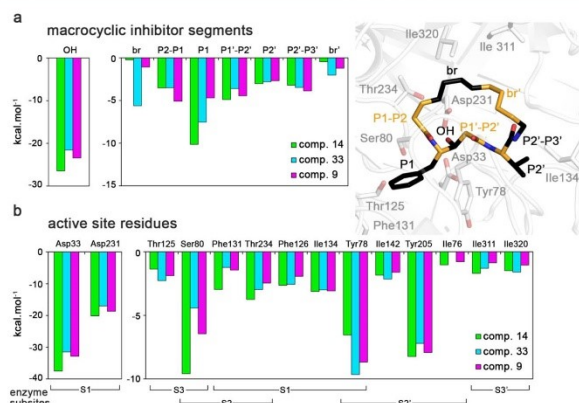 a macrocyclic inhibitor segments
OH
br P2-P1 P1 P1'-P2' P2' P2'-P3' br'
kcal.mol⁻¹
0
-10
-20
-30
0
-5
-10
-15
comp. 14
comp. 33
comp. 9
Ile320
Ile 311
br
Thr234
Asp231
br'
P1-P2
P1'-P2'
OH
P2'-P3'
Ser80
P1
Asp33
P2'
Tyr78
Ile134
Thr125
Phe131
b active site residues
Asp33 Asp231
Thr125 Ser80 Phe131 Thr234 Phe126 Ile134 Tyr78 Ile142 Tyr205 Ile76 Ile311 Ile320
kcal.mol⁻¹
0
-10
-20
-30
-40
0
-5
-10
comp. 14
comp. 33
comp. 9
enzyme
S1 S3 S1 S3'
S2'